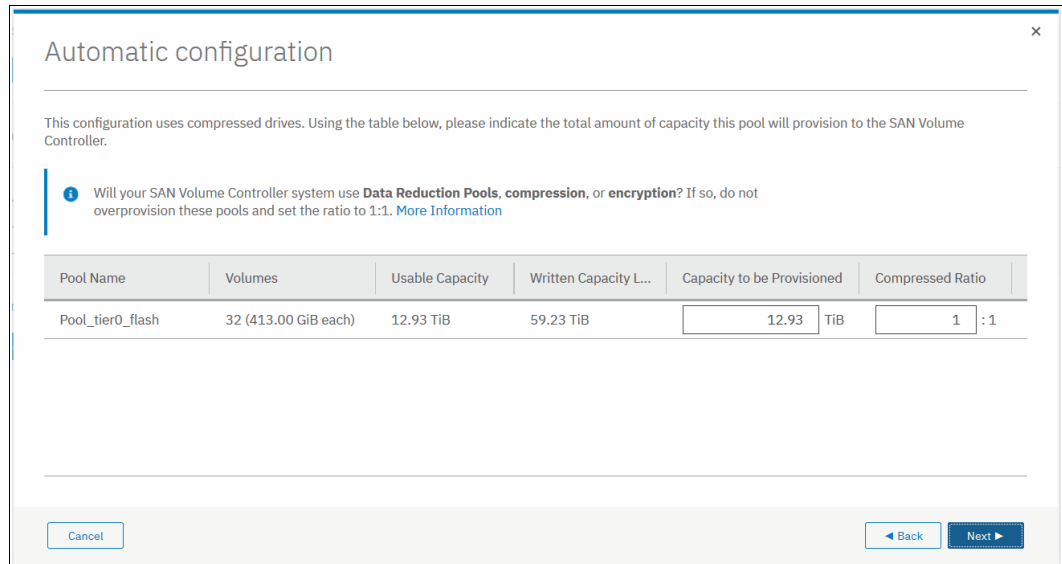 ×
Automatic configuration
This configuration uses compressed drives. Using the table below, please indicate the total amount of capacity this pool will provision to the SAN Volume
Controller.
Will your SAN Volume Controller system use Data Reduction Pools, compression, or encryption? If so, do not
overprovision these pools and set the ratio to 1:1. More Information
Pool Name Volumes Usable Capacity Written Capacity L... Capacity to be Provisioned Compressed Ratio
Pool_tier0_flash 32 (413.00 GiB each) 12.93 TiB 59.23 TiB 12.93 TiB 1 : 1
Cancel ◄ Back Next ►